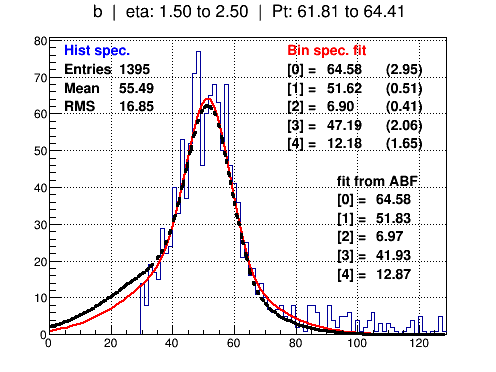 b | eta: 1.50 to 2.50 | Pt: 61.81 to 64.41
Hist spec.
Entries 1395
Mean 55.49
RMS 16.85
Bin spec. fit
[0] = 64.58 (2.95)
[1] = 51.62 (0.51)
[2] = 6.90 (0.41)
[3] = 47.19 (2.06)
[4] = 12.18 (1.65)
fit from ABF
[0] = 64.58
[1] = 51.83
[2] = 6.97
[3] = 41.93
[4] = 12.87
80
70
60
50
40
30
20
10
0
0 20 40 60 80 100 120